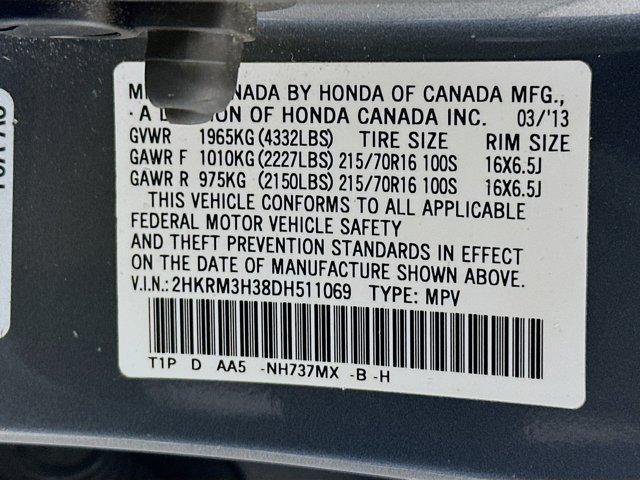 CANADA BY HONDA OF CANADA MFG.,
A OF HONDA CANADA INC. 03/'13
GVWR 1965KG (4332LBS) TIRE SIZE RIM SIZE
GAWR F 1010KG (2227LBS) 215/70R16 100S 16X6.5J
GAWR R 975KG (2150LBS) 215/70R16 100S 16X6.5J
THIS VEHICLE CONFORMS TO ALL APPLICABLE
FEDERAL MOTOR VEHICLE SAFETY
AND THEFT PREVENTION STANDARDS IN EFFECT
ON THE DATE OF MANUFACTURE SHOWN ABOVE.
V.I.N.: 2HKRM3H38DH511069 TYPE: MPV
T1P D AA5 -NH737MX -B -H